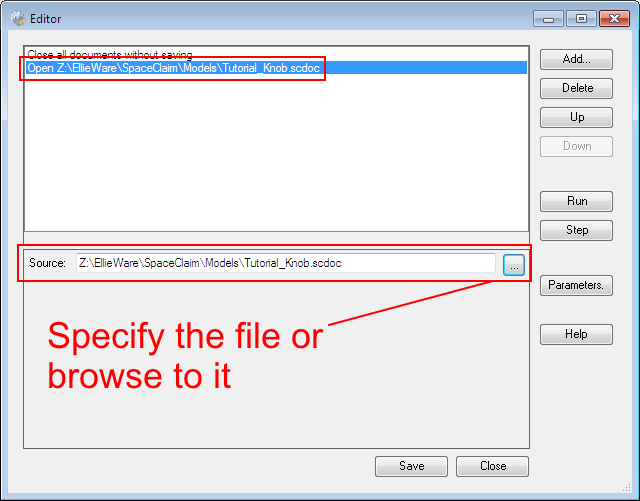 Editor
Close all documents without saving
Open Z:\EllieWare\SpaceClaim\Models\Tutorial_Knob.scdoc
Add...
Delete
Up
Down
Run
Step
Source:
Z:\EllieWare\SpaceClaim\Models\Tutorial_Knob.scdoc
...
Parameters.
Specify the file or
browse to it
Help
Save
Close